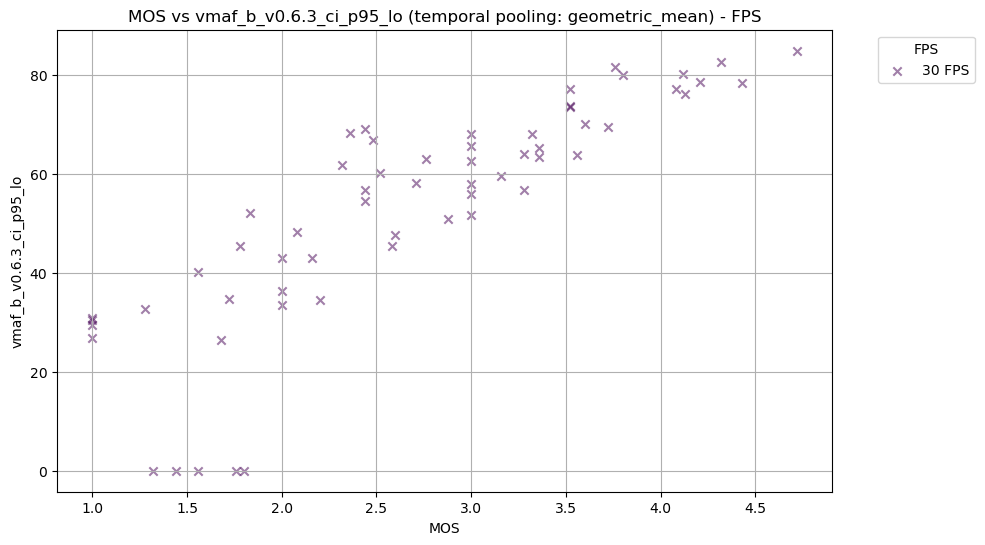 MOS vs vmaf_b_v0.6.3_ci_p95_lo (temporal pooling: geometric_mean) - FPS
FPS
30 FPS
vmaf_b_v0.6.3_ci_p95_lo
80
60
40
20
0
1.0 1.5 2.0 2.5 3.0 3.5 4.0 4.5
MOS